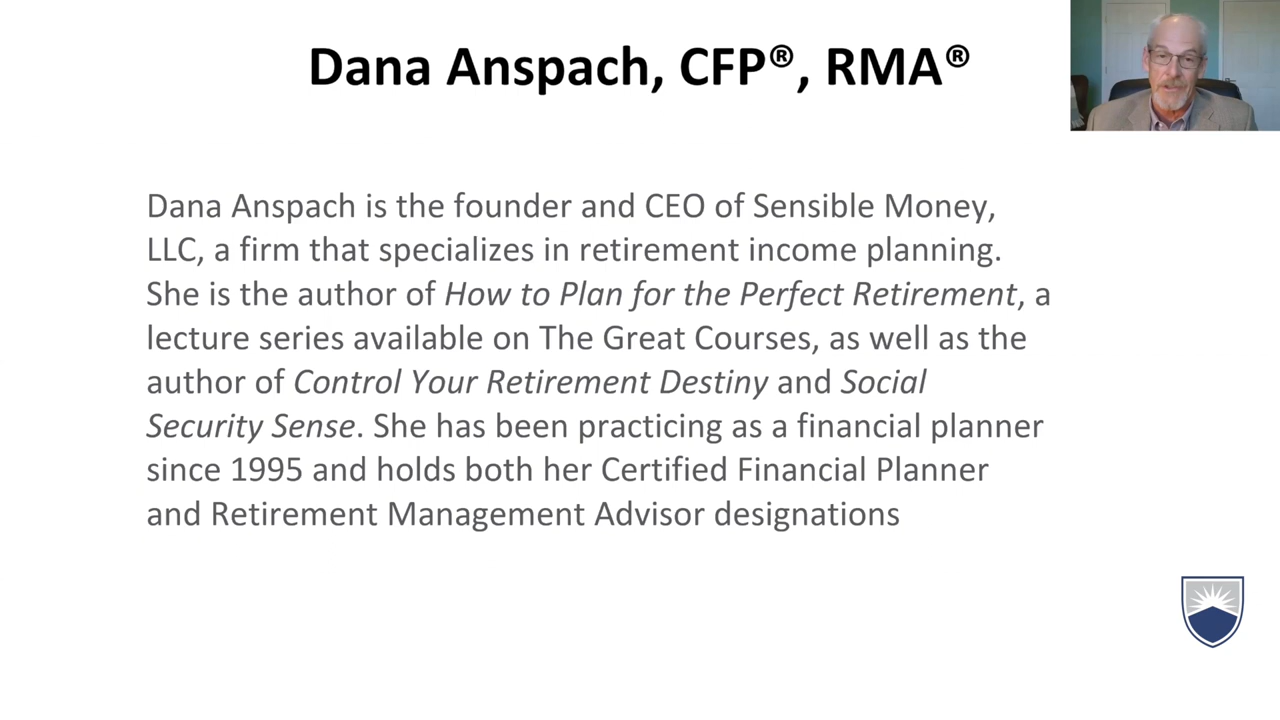 Dana Anspach, CFP®, RMA®
Dana Anspach is the founder and CEO of Sensible Money,
LLC, a firm that specializes in retirement income planning.
She is the author of How to Plan for the Perfect Retirement, a
lecture series available on The Great Courses, as well as the
author of Control Your Retirement Destiny and Social
Security Sense. She has been practicing as a financial planner
since 1995 and holds both her Certified Financial Planner
and Retirement Management Advisor designations